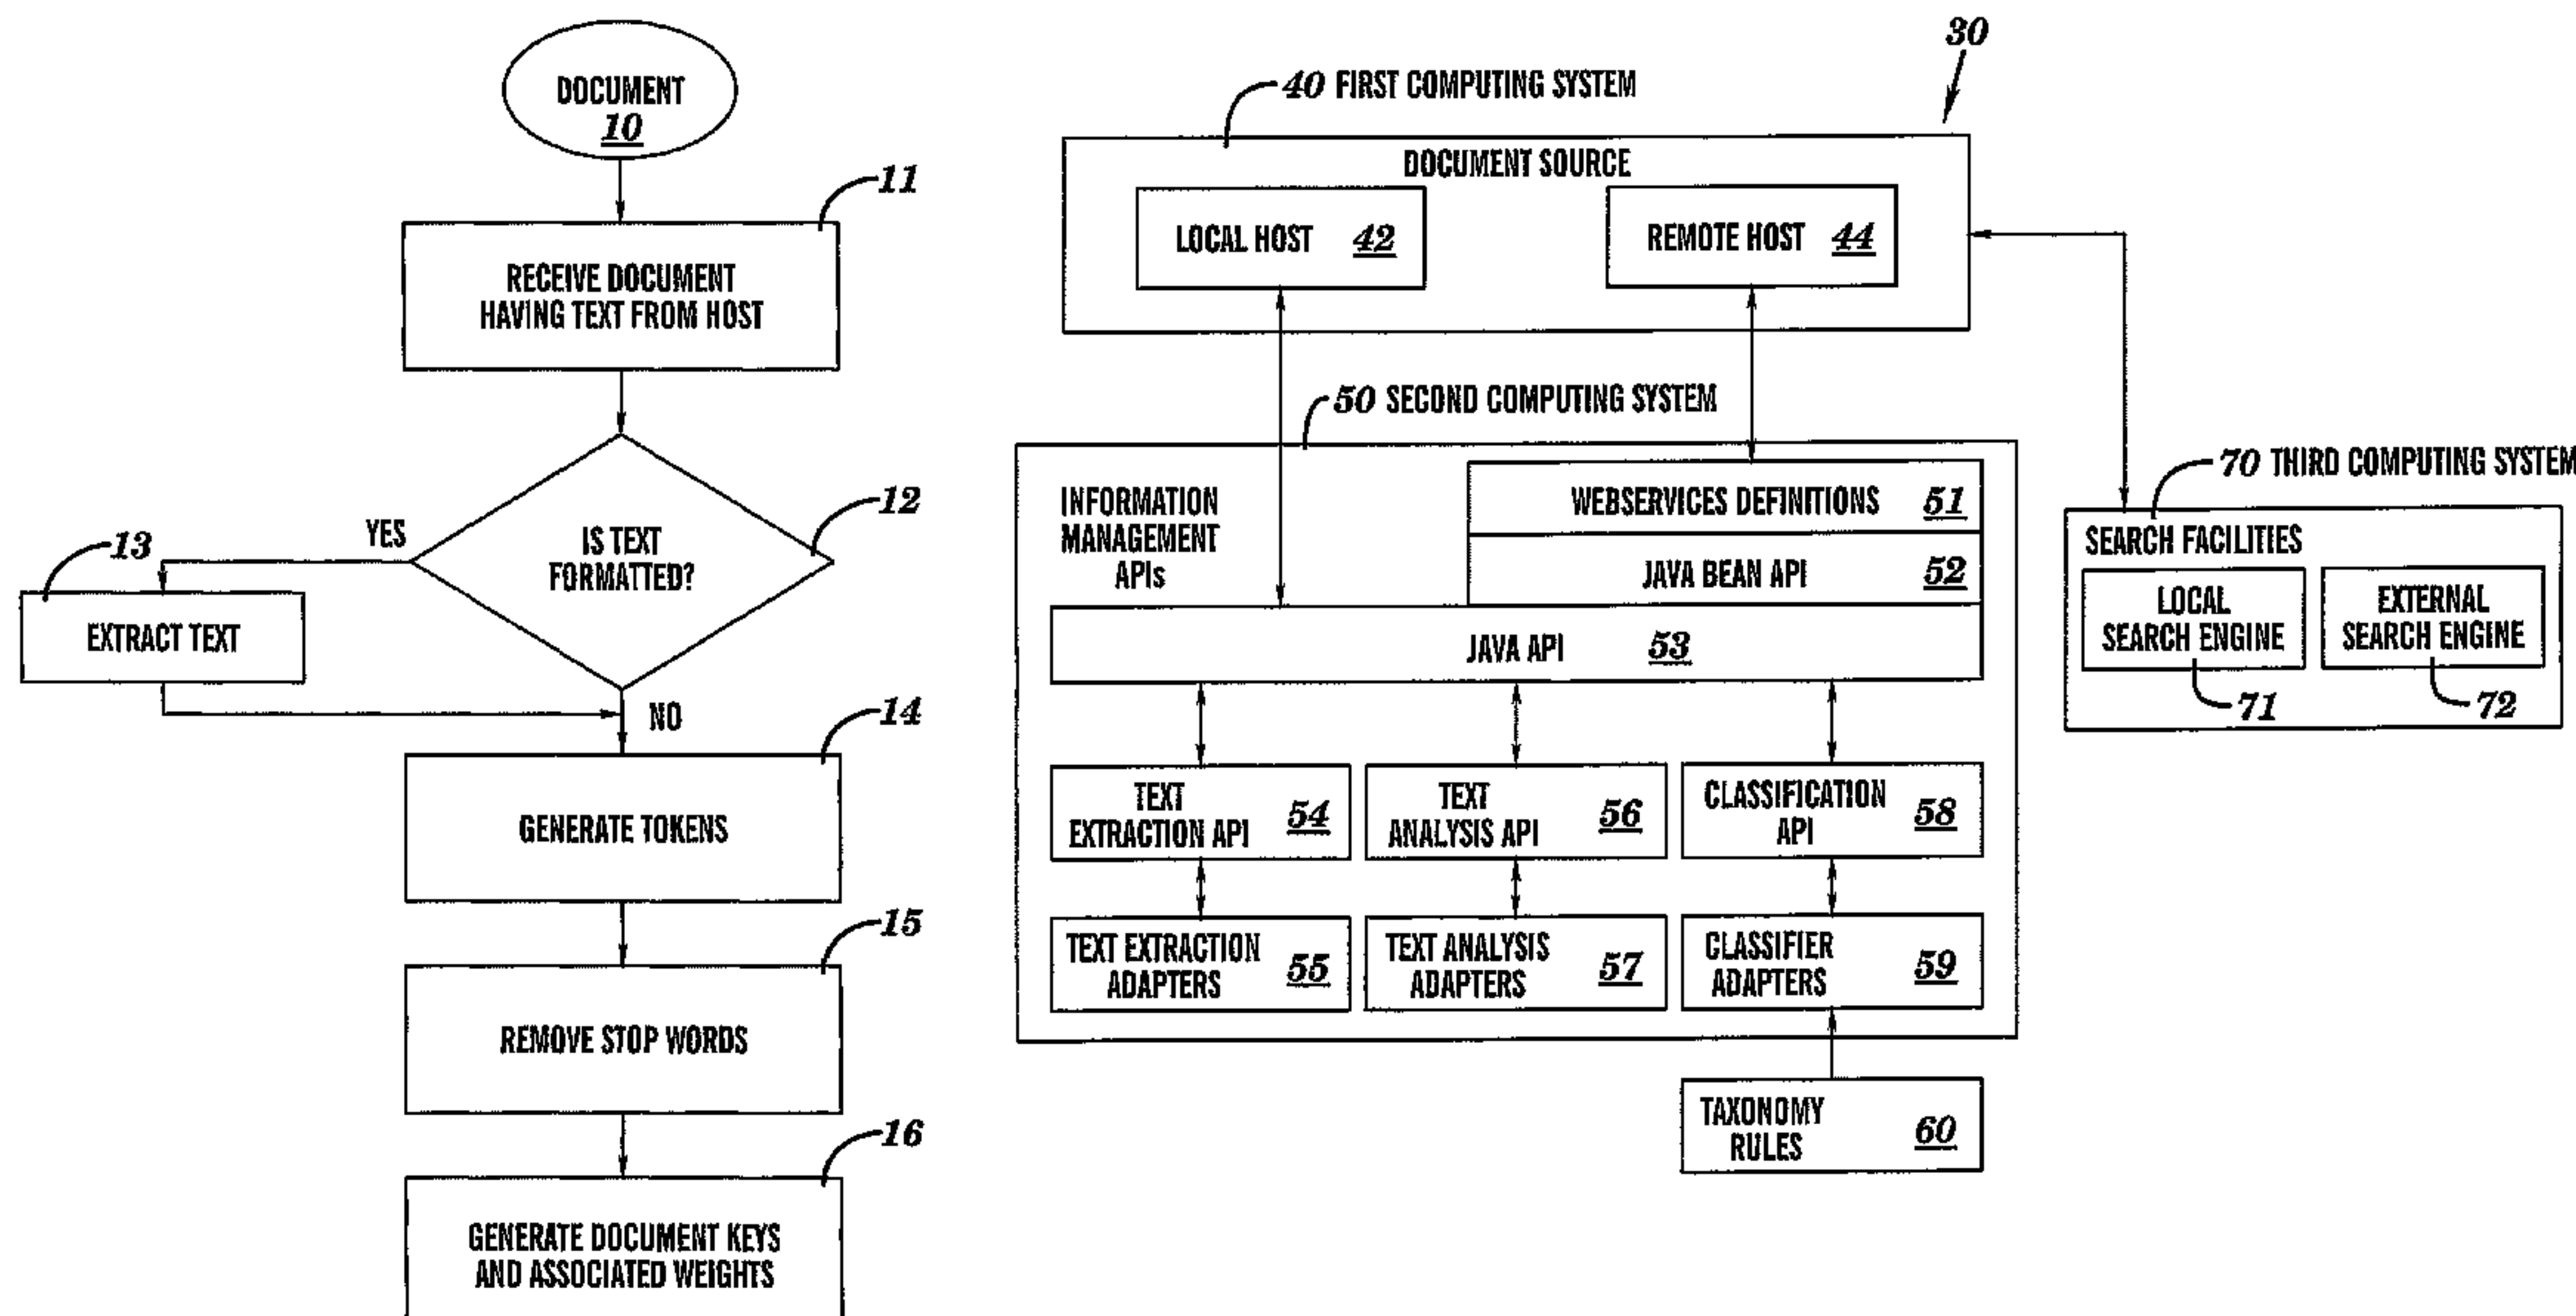 DOCUMENT
10
11
RECEIVE DOCUMENT
HAVING TEXT FROM HOST
12
YES
IS TEXT
FORMATTED?
13
EXTRACT TEXT
NO
14
GENERATE TOKENS
15
REMOVE STOP WORDS
16
GENERATE DOCUMENT KEYS
AND ASSOCIATED WEIGHTS
30
40 FIRST COMPUTING SYSTEM
DOCUMENT SOURCE
LOCAL HOST 42
REMOTE HOST 44
50 SECOND COMPUTING SYSTEM
INFORMATION
MANAGEMENT
APIs
WEBSERVICES DEFINITIONS 51
JAVA BEAN API 52
JAVA API 53
TEXT
EXTRACTION API 54
TEXT
ANALYSIS API 56
CLASSIFICATION
API 58
TEXT EXTRACTION
ADAPTERS 55
TEXT ANALYSIS
ADAPTERS 57
CLASSIFIER
ADAPTERS 59
TAXONOMY
RULES 60
70 THIRD COMPUTING SYSTEM
SEARCH FACILITIES
LOCAL
SEARCH ENGINE
71
EXTERNAL
SEARCH ENGINE
72